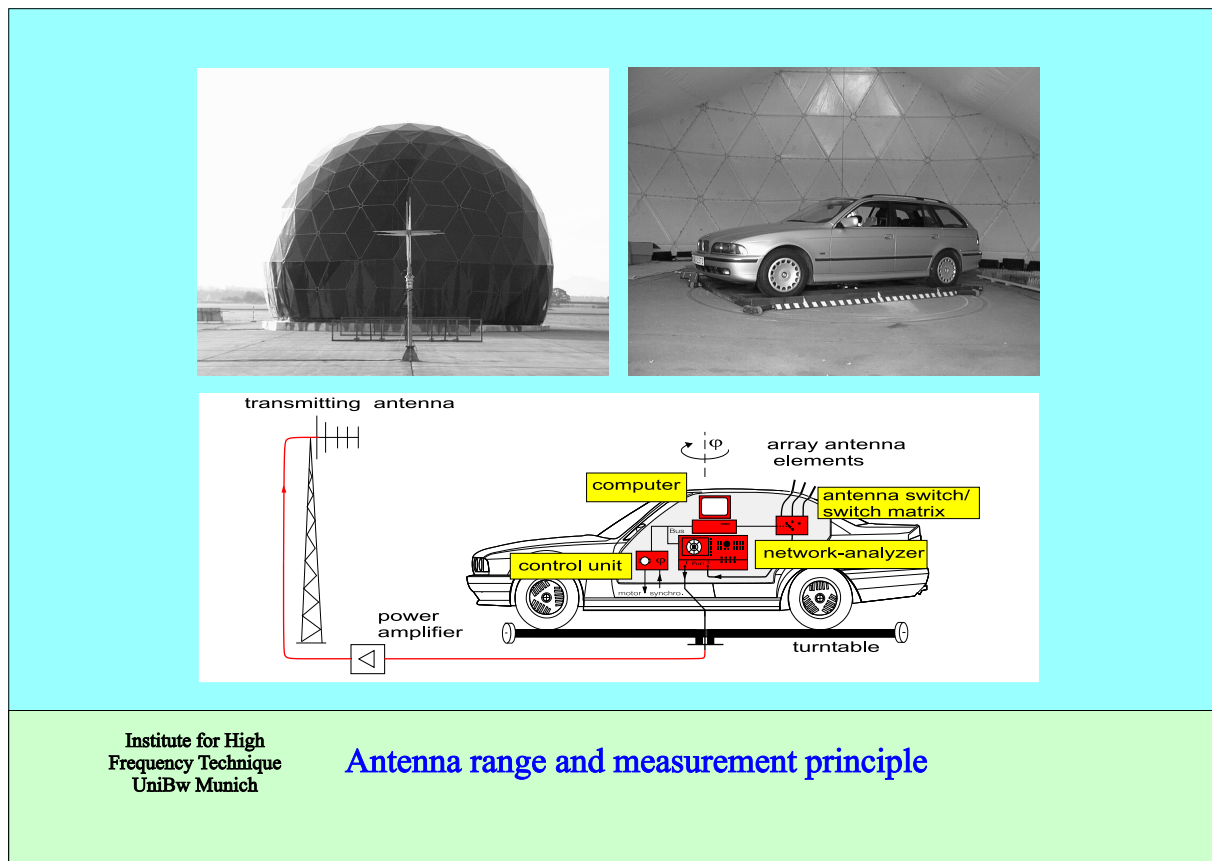 transmitting antenna
φ
array antenna
elements
computer
antenna switch/
switch matrix
Bus
network-analyzer
control unit
φ
motor synchro.
power
amplifier
turntable
Institute for High
Frequency Technique
UniBw Munich
Antenna range and measurement principle